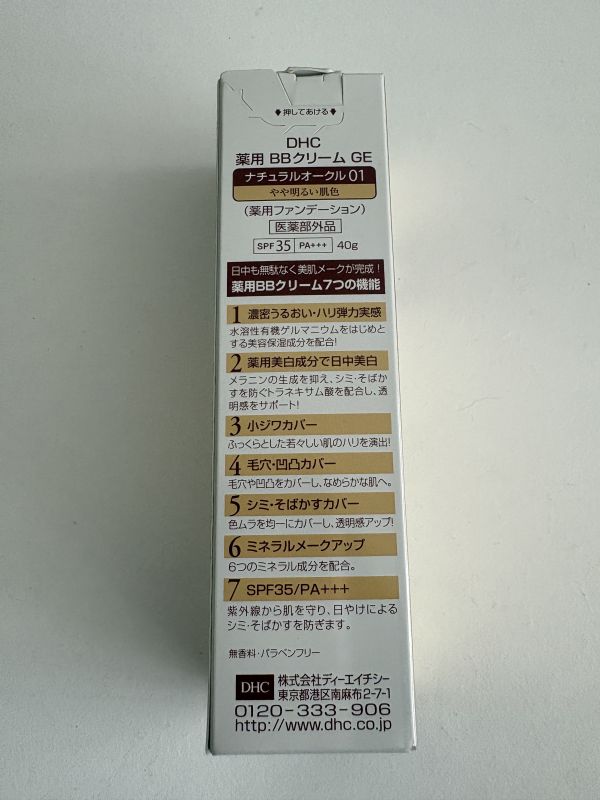 押してあける
DHC
薬用 BBクリーム GE
ナチュラルオークル 01
やや明るい肌色
(薬用ファンデーション)
医薬部外品
SPF 35 PA+++ 40g
日中も無駄なく美肌メークが完成!
薬用BBクリーム7つの機能
1 濃密うるおい・ハリ弾力実感
水溶性有機ゲルマニウムをはじめと
する美容保湿成分を配合!
2 薬用美白成分で日中美白
メラニンの生成を抑え、シミ・そばか
すを防ぐトラネキサム酸を配合し、透
明感をサポート!
3 小ジワカバー
ふっくらとした若々しい肌のハリを演出!
4 毛穴・凹凸カバー
毛穴や凹凸をカバーし、なめらかな肌へ。
5 シミ・そばかすカバー
色ムラを均一にカバーし、透明感アップ!
6 ミネラルメークアップ
6つのミネラル成分を配合。
7 SPF35/PA+++
紫外線から肌を守り、日やけによる
シミ・そばかすを防ぎます。
無香料・パラベンフリー
DHC 株式会社ディーエイチシー
東京都港区南麻布2-7-1
0120-333-906
http://www.dhc.co.jp